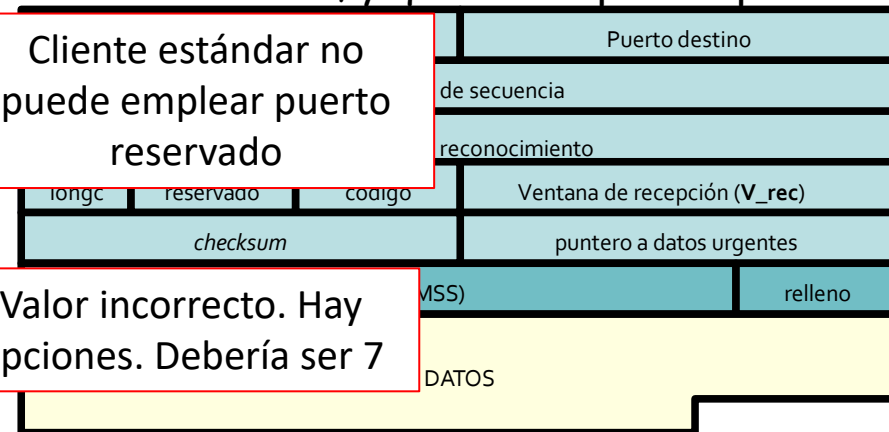 Cliente estándar no
puede emplear puerto
reservado
Puerto destino
de secuencia
reconocimiento
longc reservado código Ventana de recepción (V_rec)
checksum puntero a datos urgentes
Valor incorrecto. Hay
pciones. Debería ser 7
MSS) relleno
DATOS